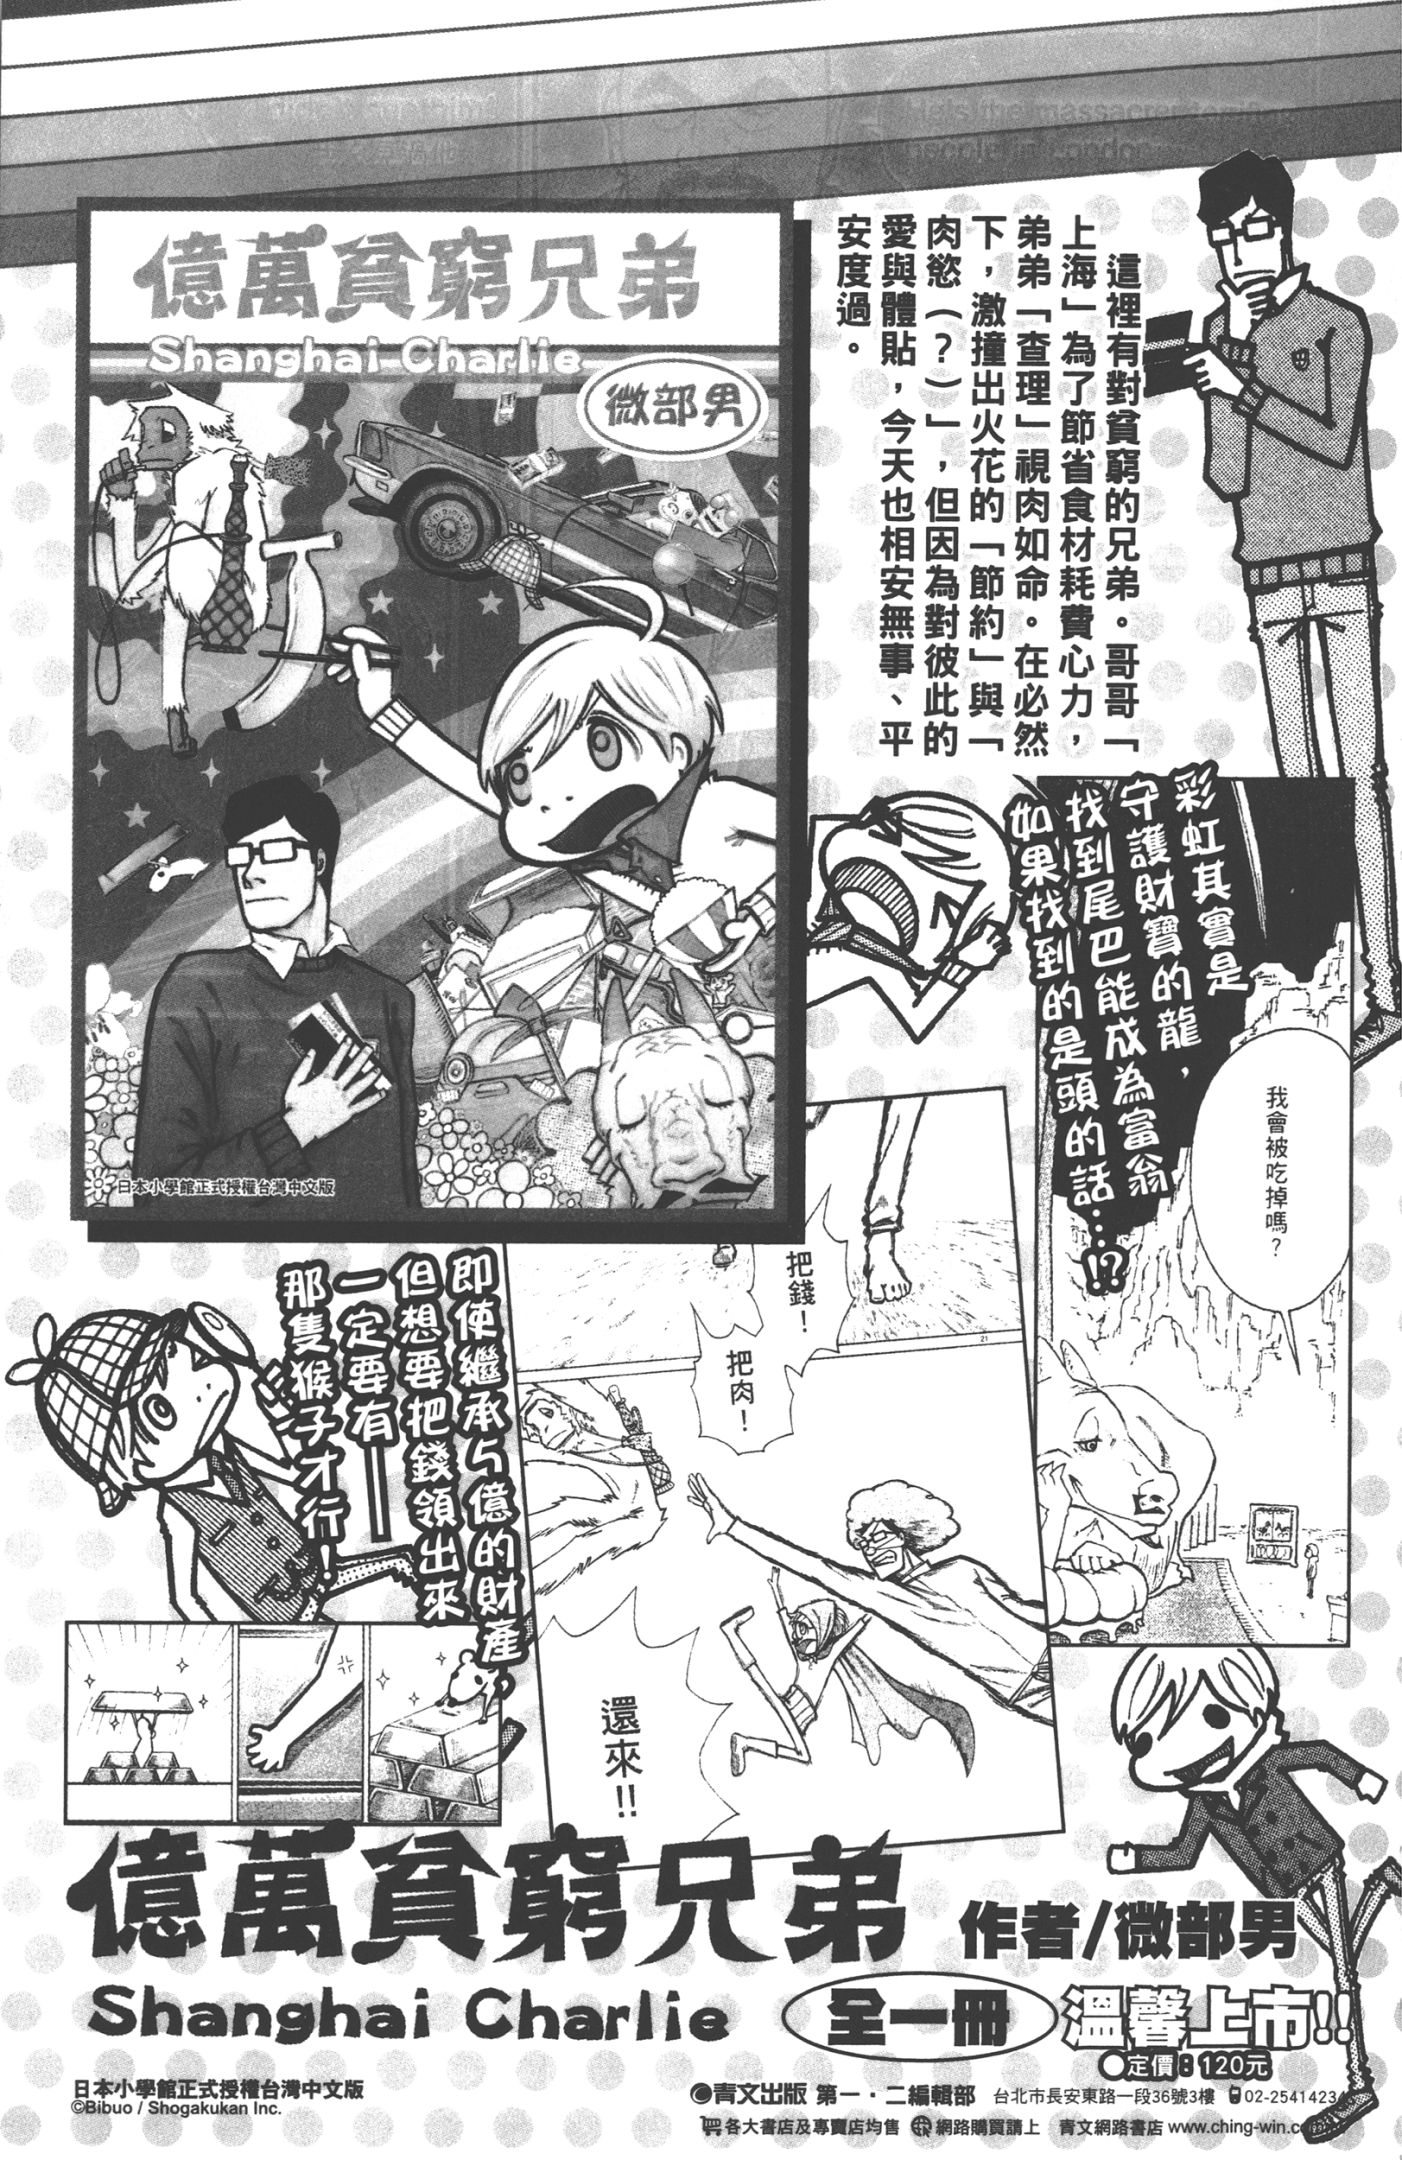 億萬貧窮兄弟
Shanghai Charlie
微部男
日本小學館正式授權台灣中文版
這裡有對貧窮的兄弟。哥哥「
上海」為了節省食材耗費心力,
弟弟「查理」視肉如命。在必然
下,激撞出火花的「節約」與「
肉慾(?)」,但因為對彼此的
愛與體貼,今天也相安無事、平
安度過。
彩虹其實是
守護財寶的龍,
找到尾巴能成為富翁
如果找到的是頭的話…!?
我會被吃掉嗎?
把錢!
把肉!
21
還來!!
即使繼承5億的財產,
但想要把錢領出來
一定要有──
那隻猴子才行!
億萬貧窮兄弟
作者/微部男
Shanghai Charlie
全一冊
溫馨上市!!
●定價:120元
日本小學館正式授權台灣中文版
©Bibuo / Shogakukan Inc.
青文出版 第一・二編輯部 台北市長安東路一段36號3樓 02-2541423
各大書店及專賣店均售 網路購買請上 青文網路書店 www.ching-win.co